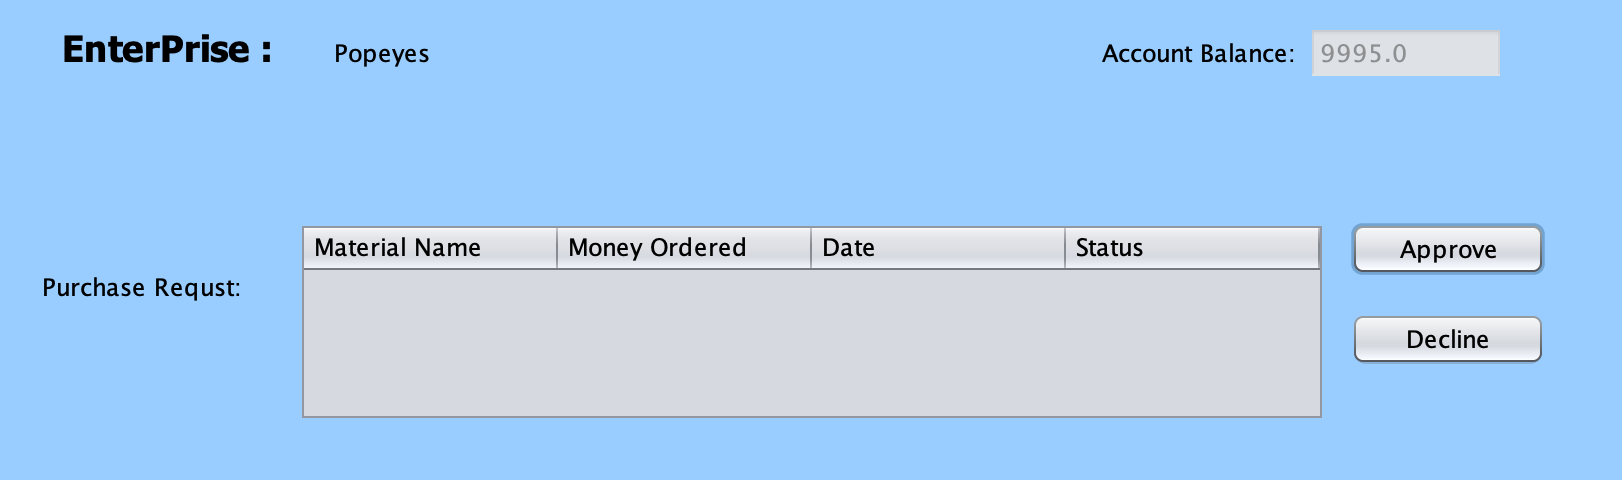 EnterPrise : Popeyes Account Balance: 9995.0
Material Name Money Ordered Date Status Approve
Purchase Requst:
Decline